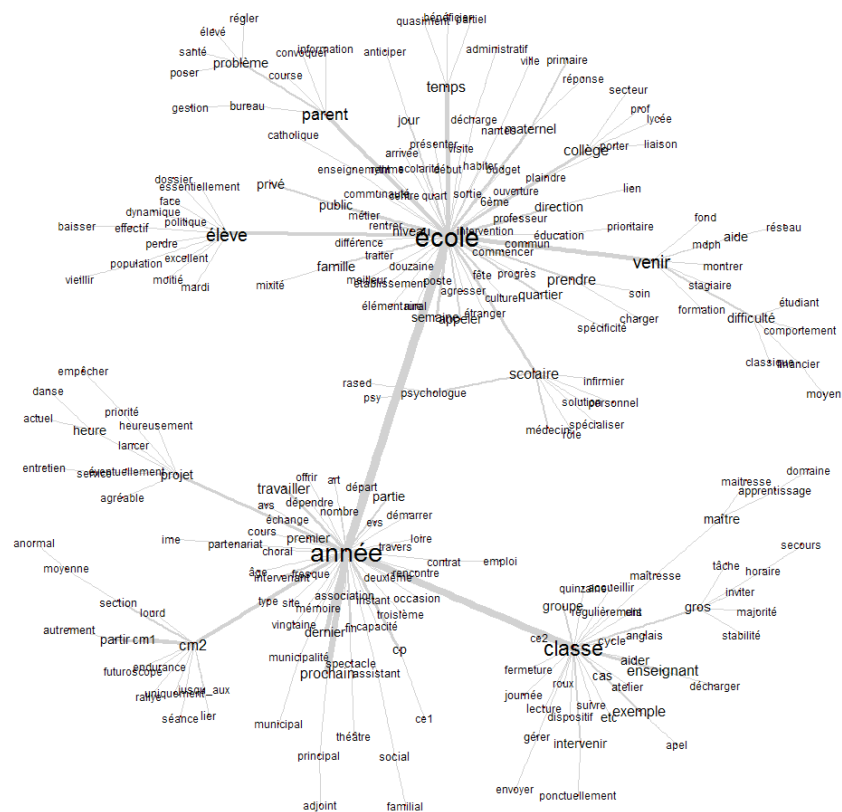 bénéficier
régler
quasiment
partiel
élevé
santé
convoquer
information
anticiper
administratif
ville
primaire
problème
poser
course
réponse
temps
secteur
gestion
bureau
parent
jour
décharge
nantes
maternel
prof
lycée
catholique
présenter
visite
collège
porter
liaison
arrivée
enseignement
rythme
scolarité
début
habiter
budget
plaindre
dossier
essentiellement
privé
communauté
centre
quart
sortie
ouverture
lien
face
dynamique
politique
public
métier
6ème
direction
professeur
baisser
effectif
élève
rentrer
niveau
école
intervention
éducation
prioritaire
fond
aide
réseau
perdre
différence
commun
mdph
excellent
traiter
commencer
venir
montrer
vieillir
population
moitié
mardi
mixité
famille
meilleur
douzaine
établissement
poste
fête
progrès
prendre
stagiaire
agresser
culturel
quartier
soin
formation
difficulté
étudiant
élémentaire
rural
semaine
appeler
étranger
spécificité
charger
comportement
classique
financier
moyen
empêcher
rased
psy
psychologue
scolaire
infirmier
danse
priorité
solution
personnel
actuel
heure
heureusement
médecin
rôle
spécialiser
lancer
entretien
service
éventuellement
projet
offrir
art
départ
maitresse
domaine
apprentissage
agréable
travailler
dépendre
nombre
partie
avs
échange
evs
démarrer
maître
anormal
ime
cours
partenariat
premier
loire
secours
choral
année
travers
contrat
emploi
tâche
horaire
moyenne
âge
intervenant
fresque
rencontre
deuxième
maîtresse
inviter
section
lourd
type
site
mémoire
association
instant
occasion
quinzaine
accueillir
groupe
régulièrement
gros
majorité
autrement
partir
cm1
cm2
vingtaine
dernier
fin
capacité
troisième
ce2
cycle
anglais
stabilité
classe
endurance
futuroscope
municipalité
spectacle
prochain
assistant
cp
fermeture
aider
enseignant
rallye
uniquement
jusqu_aux
roux
cas
atelier
décharger
séance
lier
journée
lecture
suivre
dispositif
etc
exemple
municipal
théâtre
ce1
gérer
intervenir
apel
principal
social
envoyer
ponctuellement
adjoint
familial